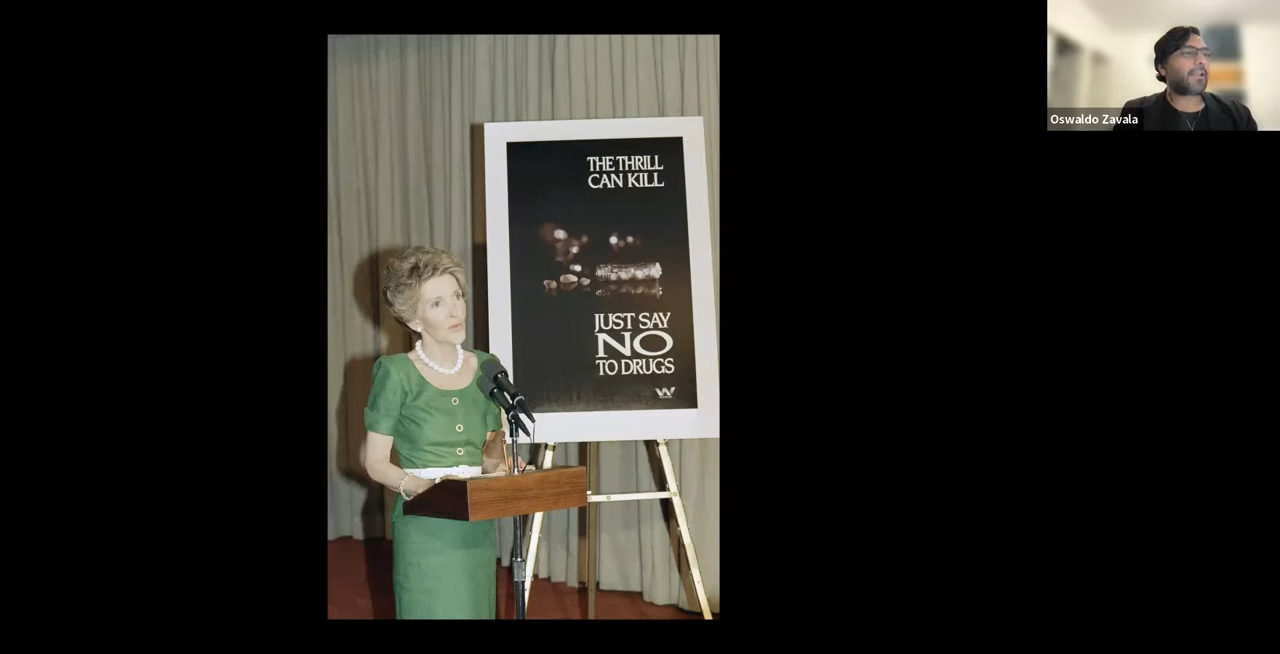 THE THRILL
CAN KILL
JUST SAY
NO
TO DRUGS
Oswaldo Zavala